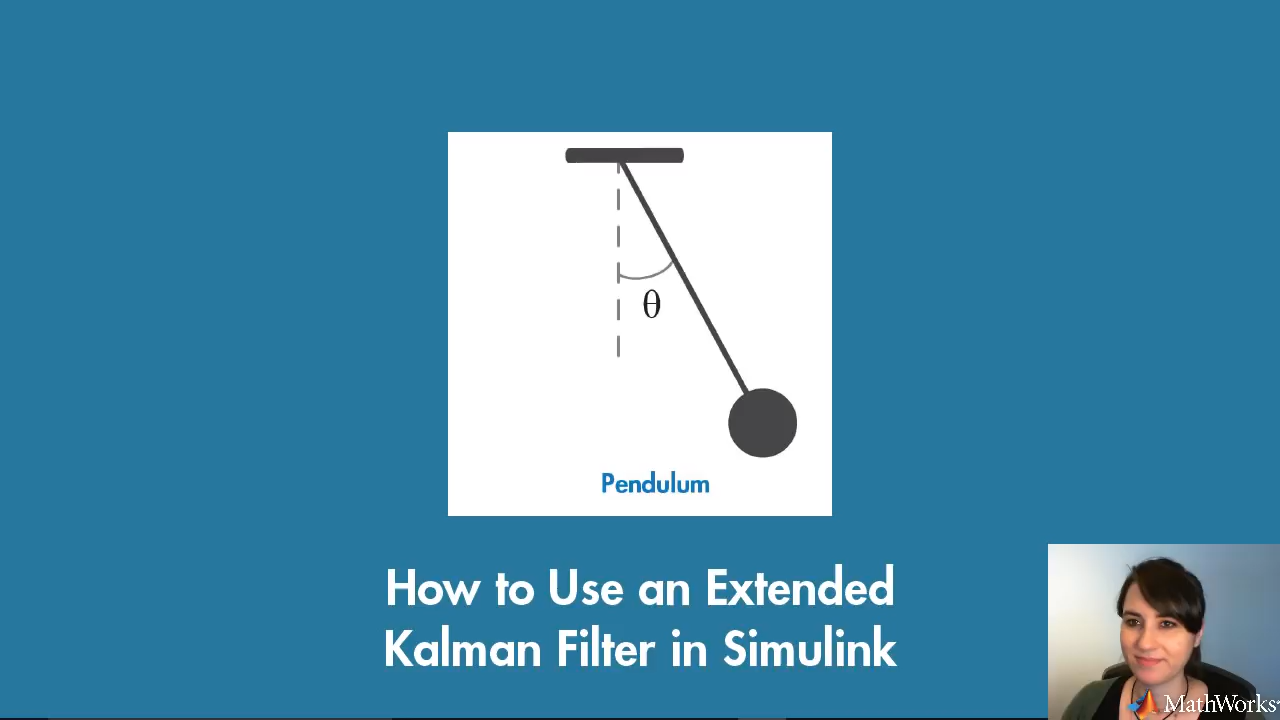 θ
Pendulum
How to Use an Extended
Kalman Filter in Simulink
MathWorks